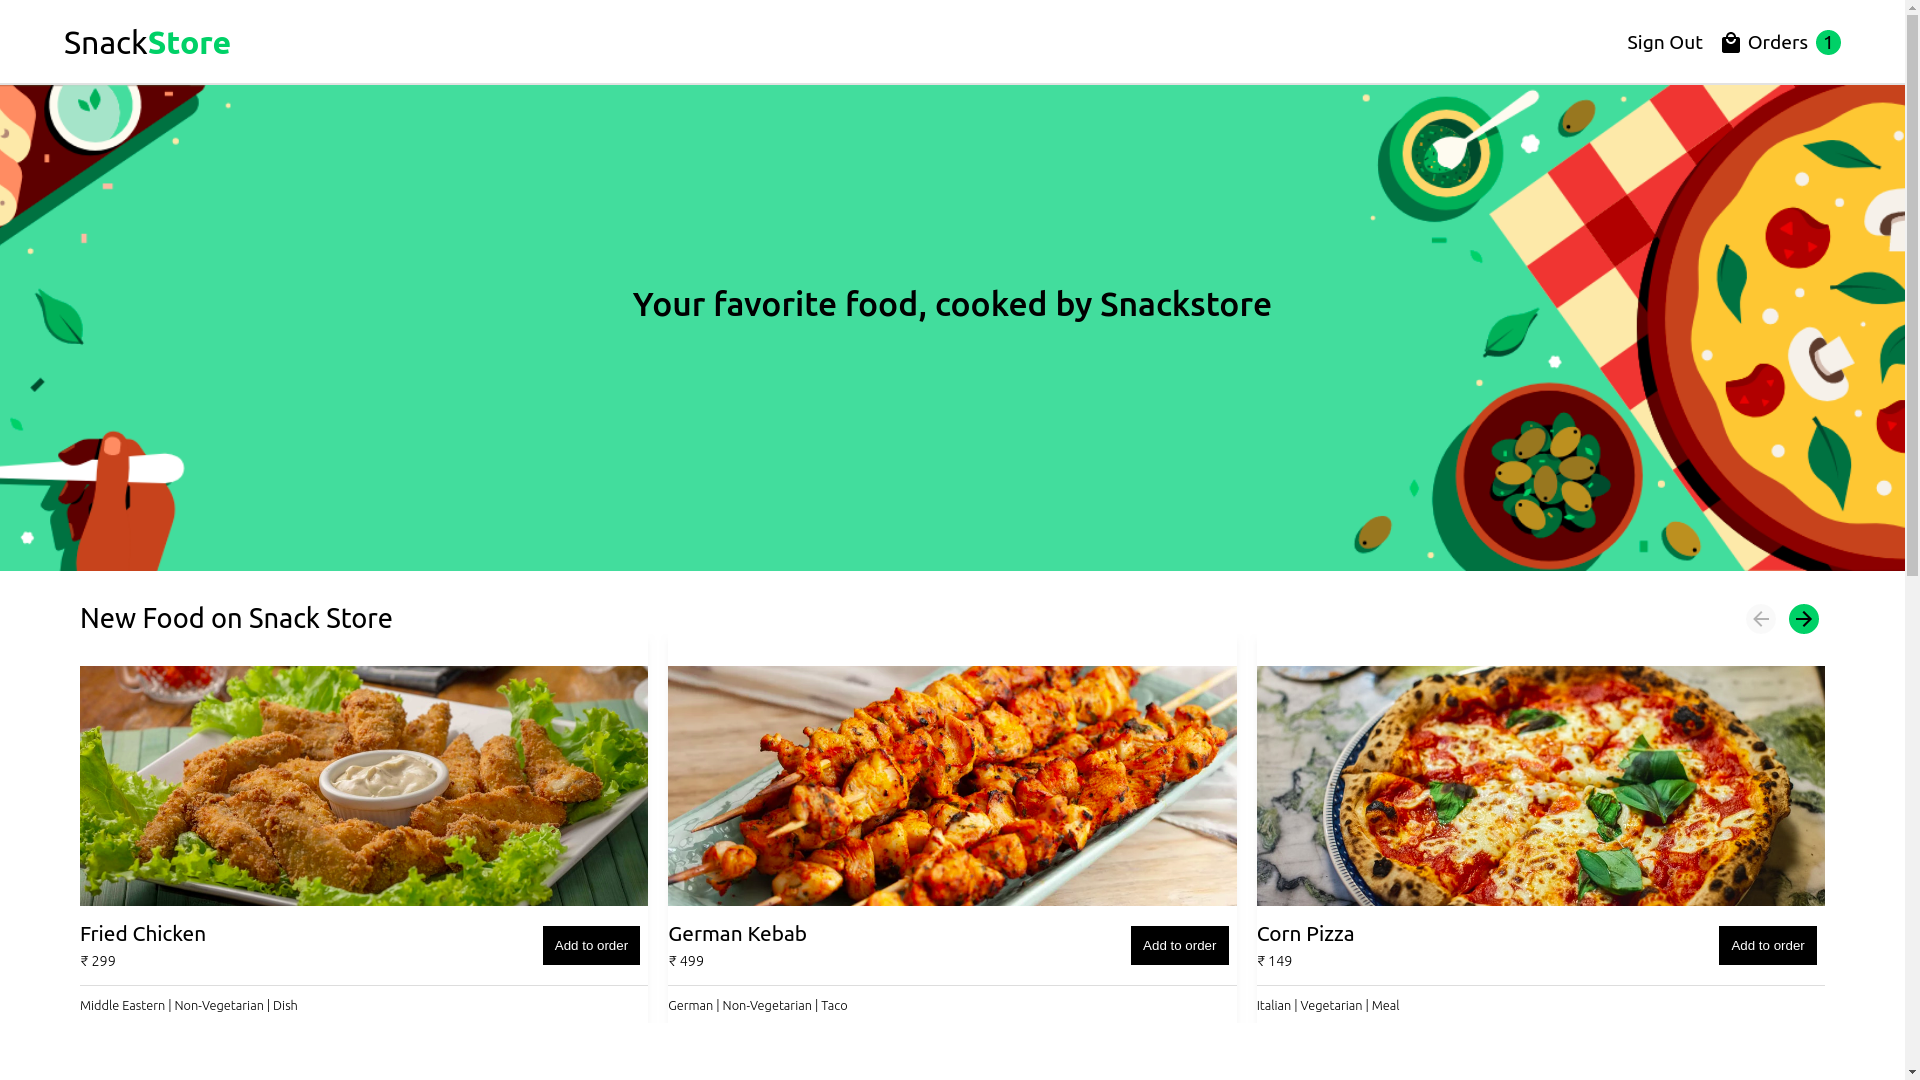 SnackStore
Sign Out
Orders 1
Your favorite food, cooked by Snackstore
New Food on Snack Store
Fried Chicken
₹ 299
Add to order
Middle Eastern | Non-Vegetarian | Dish
German Kebab
₹ 499
Add to order
German | Non-Vegetarian | Taco
Corn Pizza
₹ 149
Add to order
Italian | Vegetarian | Meal